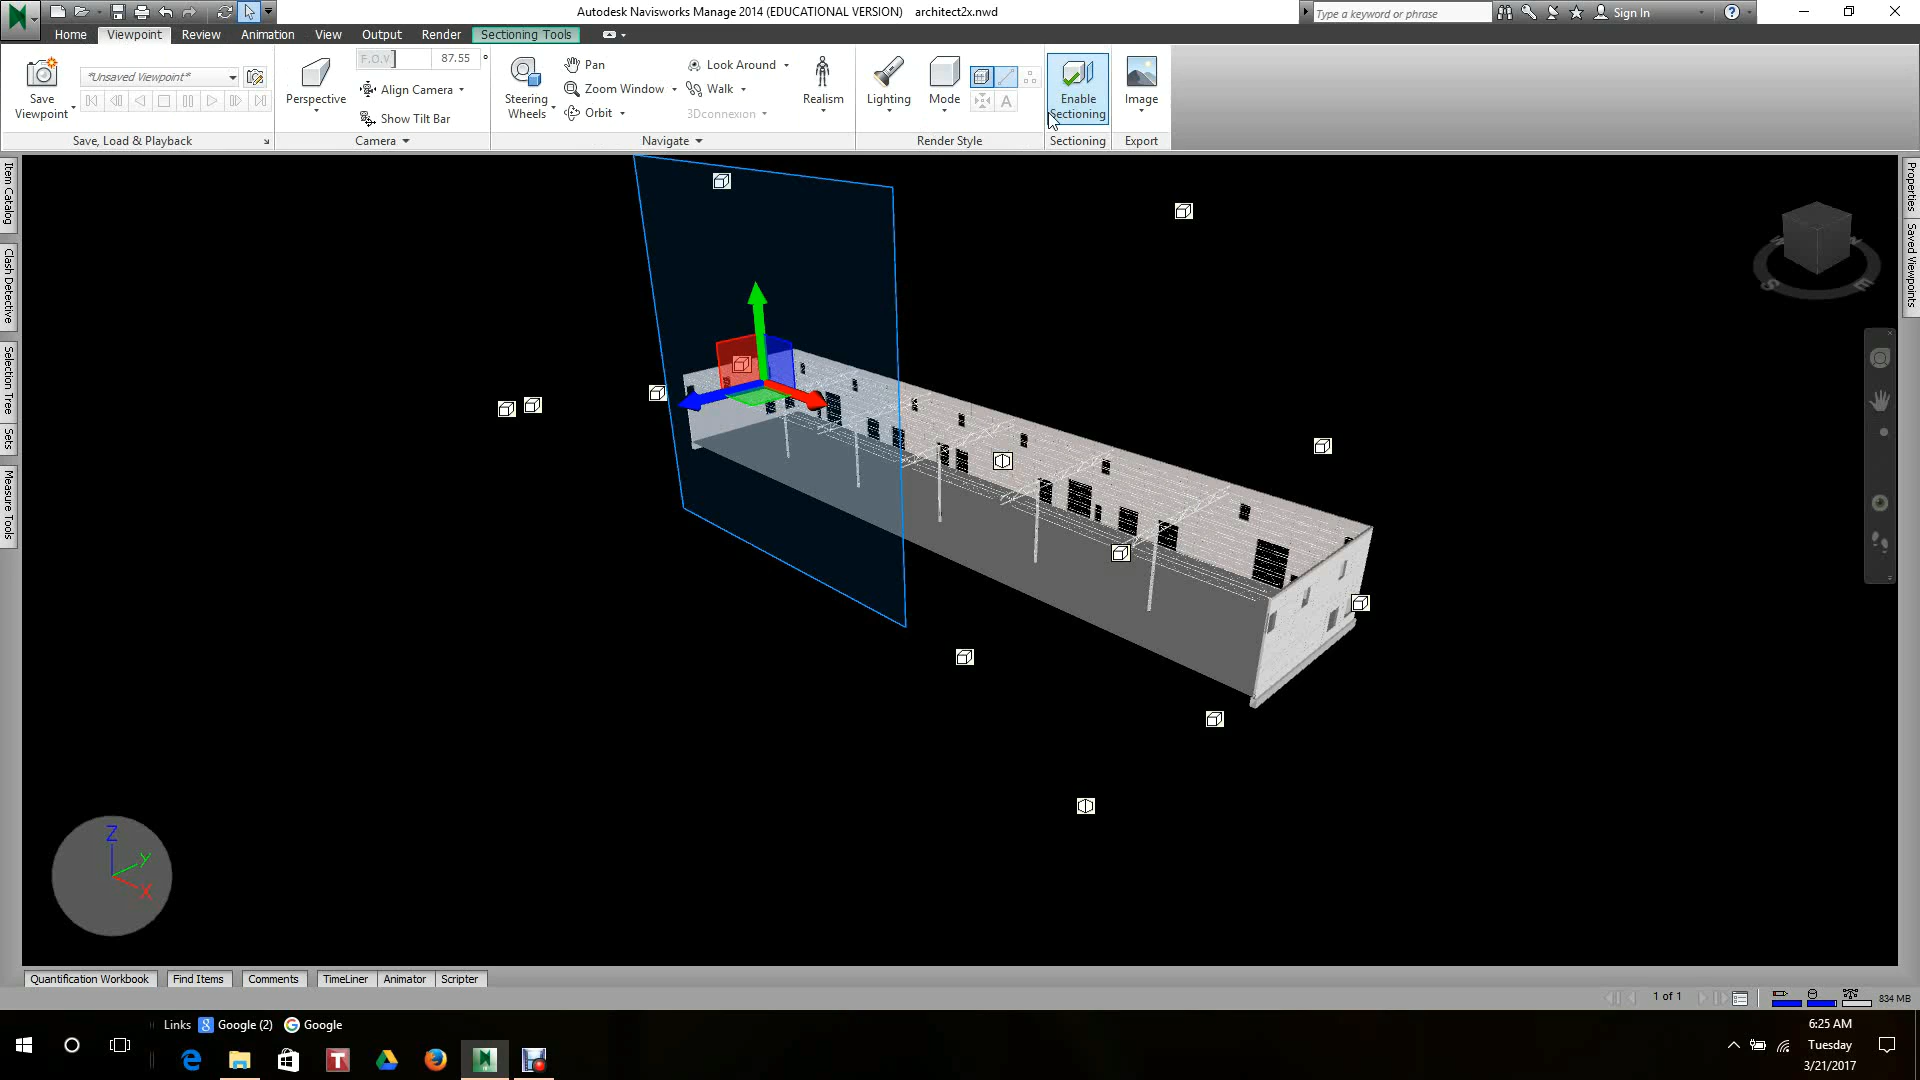 Autodesk Navisworks Manage 2014 (EDUCATIONAL VERSION) architect2x.nwd
Type a keyword or phrase
Sign In
Home Viewpoint Review Animation View Output Render Sectioning Tools
Save Viewpoint
*Unsaved Viewpoint*
Save, Load & Playback
Perspective
F.O.V 87.55 °
Align Camera
Show Tilt Bar
Camera
Steering Wheels
Pan
Zoom Window
Orbit
Look Around
Walk
3Dconnexion
Navigate
Realism
Lighting
Mode
A
Render Style
Enable Sectioning
Sectioning
Image
Export
Item Catalog
Clash Detective
Selection Tree
Sets
Measure Tools
Properties
Saved Viewpoints
S
E
Z
Y
X
Quantification Workbook Find Items Comments TimeLiner Animator Scripter
1 of 1
834 MB
Links Google (2) Google
6:25 AM
Tuesday
3/21/2017